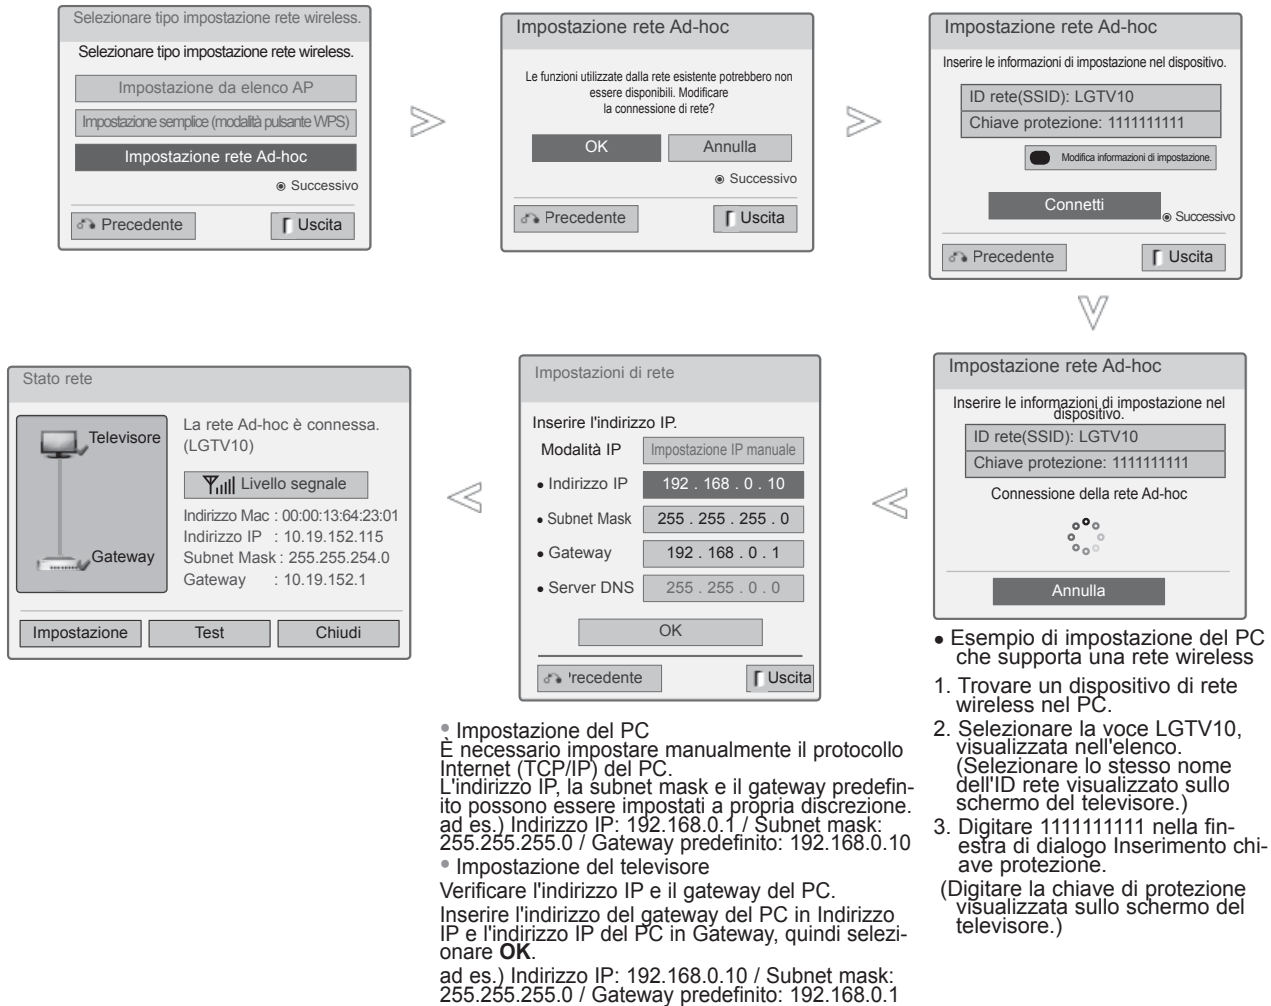 Selezionare tipo impostazione rete wireless.
Selezionare tipo impostazione rete wireless.
Impostazione da elenco AP
Impostazione semplice (modalità pulsante WPS)
Impostazione rete Ad-hoc
Successivo
Precedente
Uscita
Impostazione rete Ad-hoc
Le funzioni utilizzate dalla rete esistente potrebbero non
essere disponibili. Modificare
la connessione di rete?
OK
Annulla
Successivo
Precedente
Uscita
Impostazione rete Ad-hoc
Inserire le informazioni di impostazione nel dispositivo.
ID rete(SSID): LGTV10
Chiave protezione: 1111111111
Modifica informazioni di impostazione.
Connetti
Successivo
Precedente
Uscita
Impostazione rete Ad-hoc
Inserire le informazioni di impostazione nel
dispositivo.
ID rete(SSID): LGTV10
Chiave protezione: 1111111111
Connessione della rete Ad-hoc
Annulla
• Esempio di impostazione del PC
che supporta una rete wireless
1. Trovare un dispositivo di rete
wireless nel PC.
2. Selezionare la voce LGTV10,
visualizzata nell'elenco.
(Selezionare lo stesso nome
dell'ID rete visualizzato sullo
schermo del televisore.)
3. Digitare 1111111111 nella fin-
estra di dialogo Inserimento chi-
ave protezione.
(Digitare la chiave di protezione
visualizzata sullo schermo del
televisore.)
Impostazioni di rete
Inserire l'indirizzo IP.
Modalità IP Impostazione IP manuale
• Indirizzo IP 192 . 168 . 0 . 10
• Subnet Mask 255 . 255 . 255 . 0
• Gateway 192 . 168 . 0 . 1
• Server DNS 255 . 255 . 0 . 0
OK
Precedente
Uscita
• Impostazione del PC
È necessario impostare manualmente il protocollo
Internet (TCP/IP) del PC.
L'indirizzo IP, la subnet mask e il gateway predefin-
ito possono essere impostati a propria discrezione.
ad es.) Indirizzo IP: 192.168.0.1 / Subnet mask:
255.255.255.0 / Gateway predefinito: 192.168.0.10
• Impostazione del televisore
Verificare l'indirizzo IP e il gateway del PC.
Inserire l'indirizzo del gateway del PC in Indirizzo
IP e l'indirizzo IP del PC in Gateway, quindi selezi-
onare OK.
ad es.) Indirizzo IP: 192.168.0.10 / Subnet mask:
255.255.255.0 / Gateway predefinito: 192.168.0.1
Stato rete
Televisore
Gateway
La rete Ad-hoc è connessa.
(LGTV10)
Livello segnale
Indirizzo Mac : 00:00:13:64:23:01
Indirizzo IP : 10.19.152.115
Subnet Mask : 255.255.254.0
Gateway : 10.19.152.1
Impostazione
Test
Chiudi